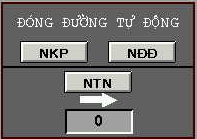 ĐÓNG ĐƯỜNG TỰ ĐỘNG
NKP NĐĐ
NTN
0